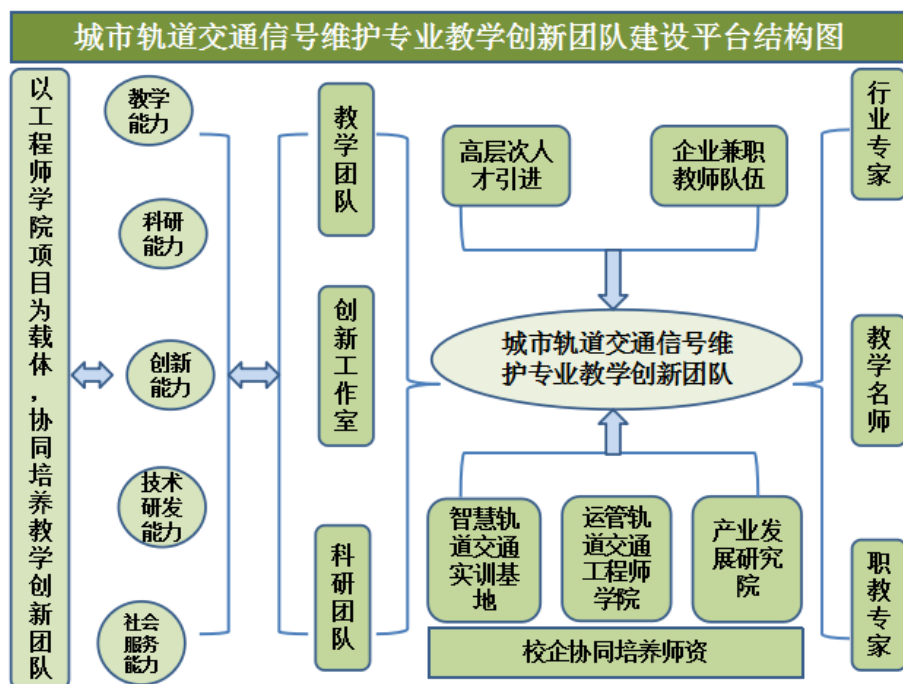 城市轨道交通信号维护专业教学创新团队建设平台结构图
以工程师学院项目为载体，协同培养教学创新团队
教学
能力
科研
能力
创新
能力
技术
研发
能力
社会
服务
能力
教学团队
创新工作室
科研团队
高层次人
才引进
企业兼职
教师队伍
城市轨道交通信号维
护专业教学创新团队
智慧轨
道交通
实训基
地
运管轨
道交通
工程师
学院
产业发
展研究
院
校企协同培养师资
行业专家
教学名师
职教专家